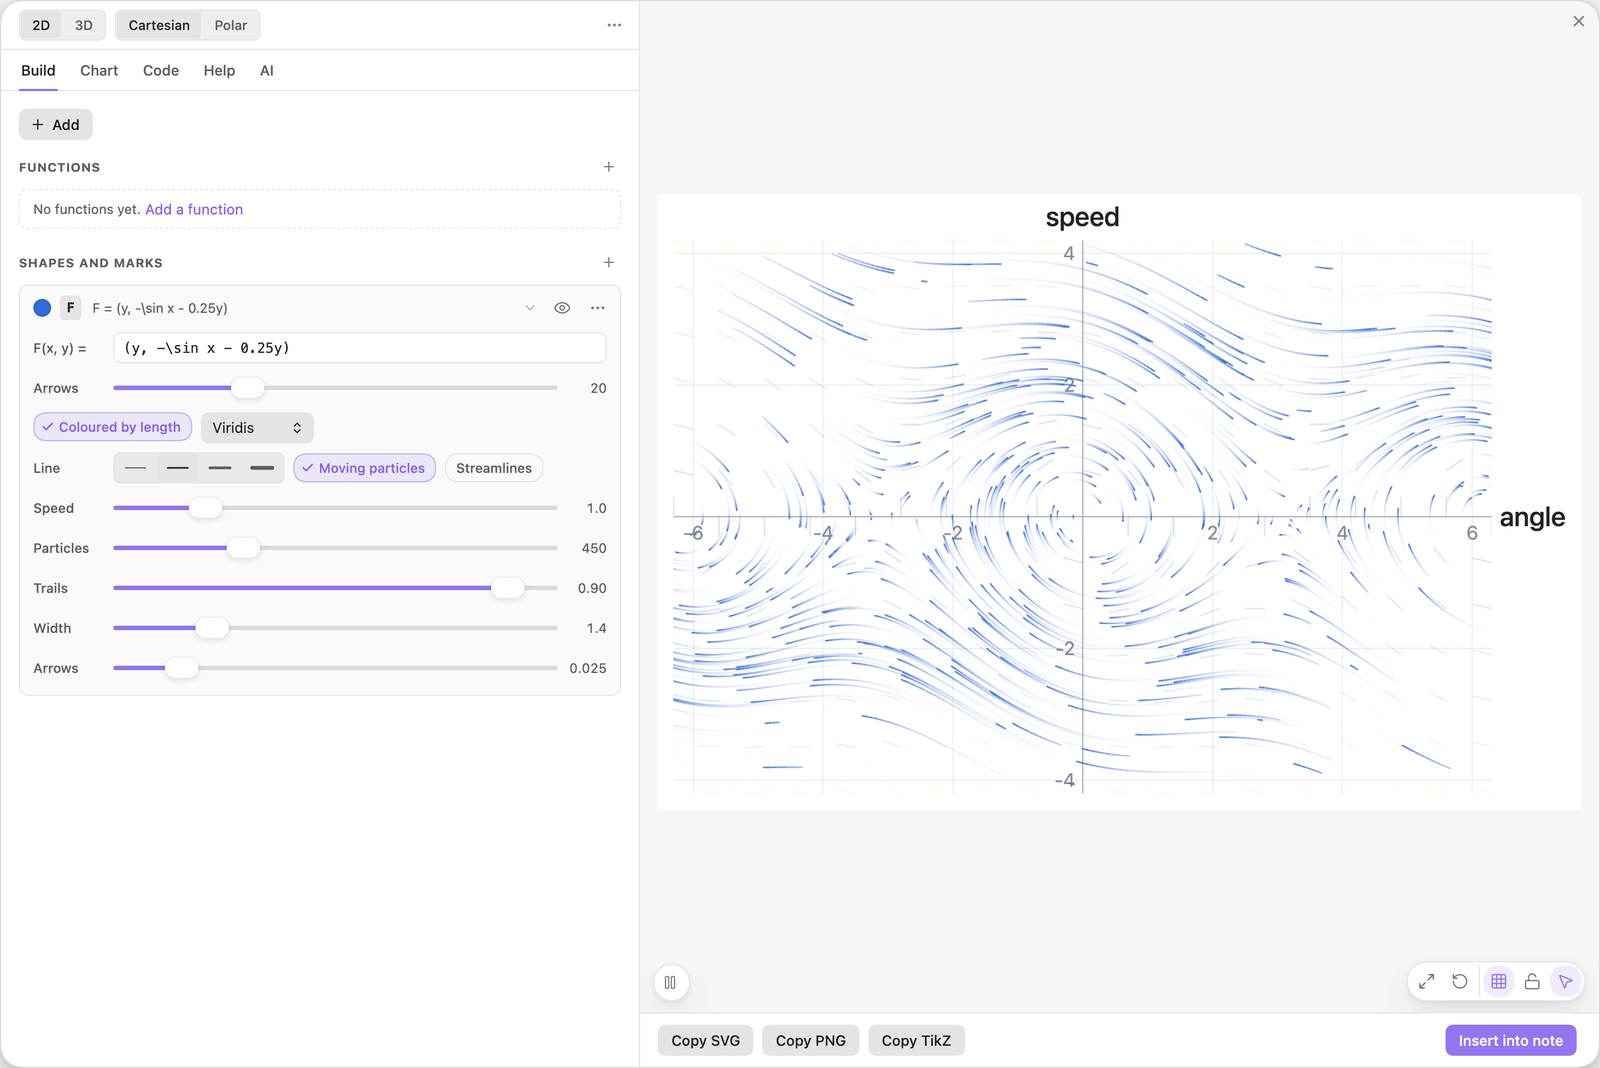 2D 3D Cartesian Polar
Build Chart Code Help AI
+ Add
FUNCTIONS
No functions yet. Add a function
SHAPES AND MARKS
F F = (y, -\sin x - 0.25y)
F(x, y) = (y, -\sin x - 0.25y)
Arrows 20
Coloured by length Viridis
Line Moving particles Streamlines
Speed 1.0
Particles 450
Trails 0.90
Width 1.4
Arrows 0.025
speed
4
2
-6 -4 -2 2 4 6 angle
-2
-4
Copy SVG Copy PNG Copy TikZ Insert into note